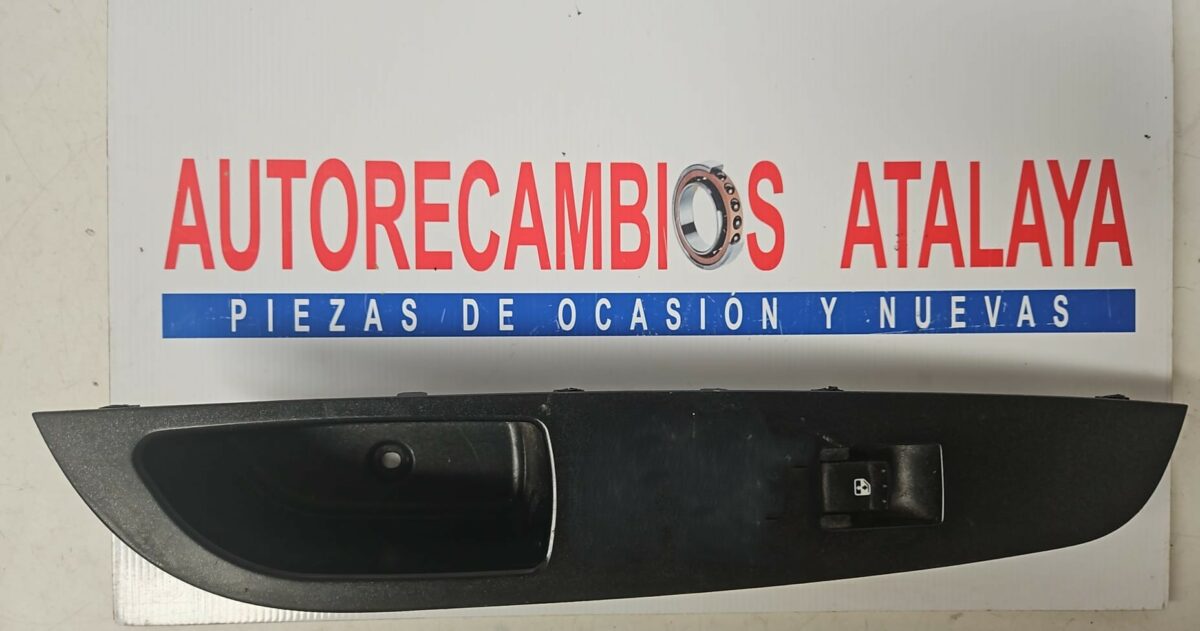 AUTORECAMBIOS ATALAYA
PIEZAS DE OCASIÓN Y NUEVAS